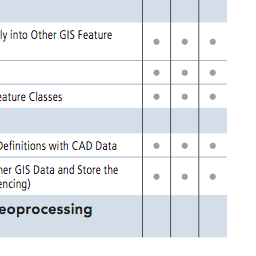 ly into Other GIS Feature
eature Classes
Definitions with CAD Data
her GIS Data and Store the
encing)
eoprocessing